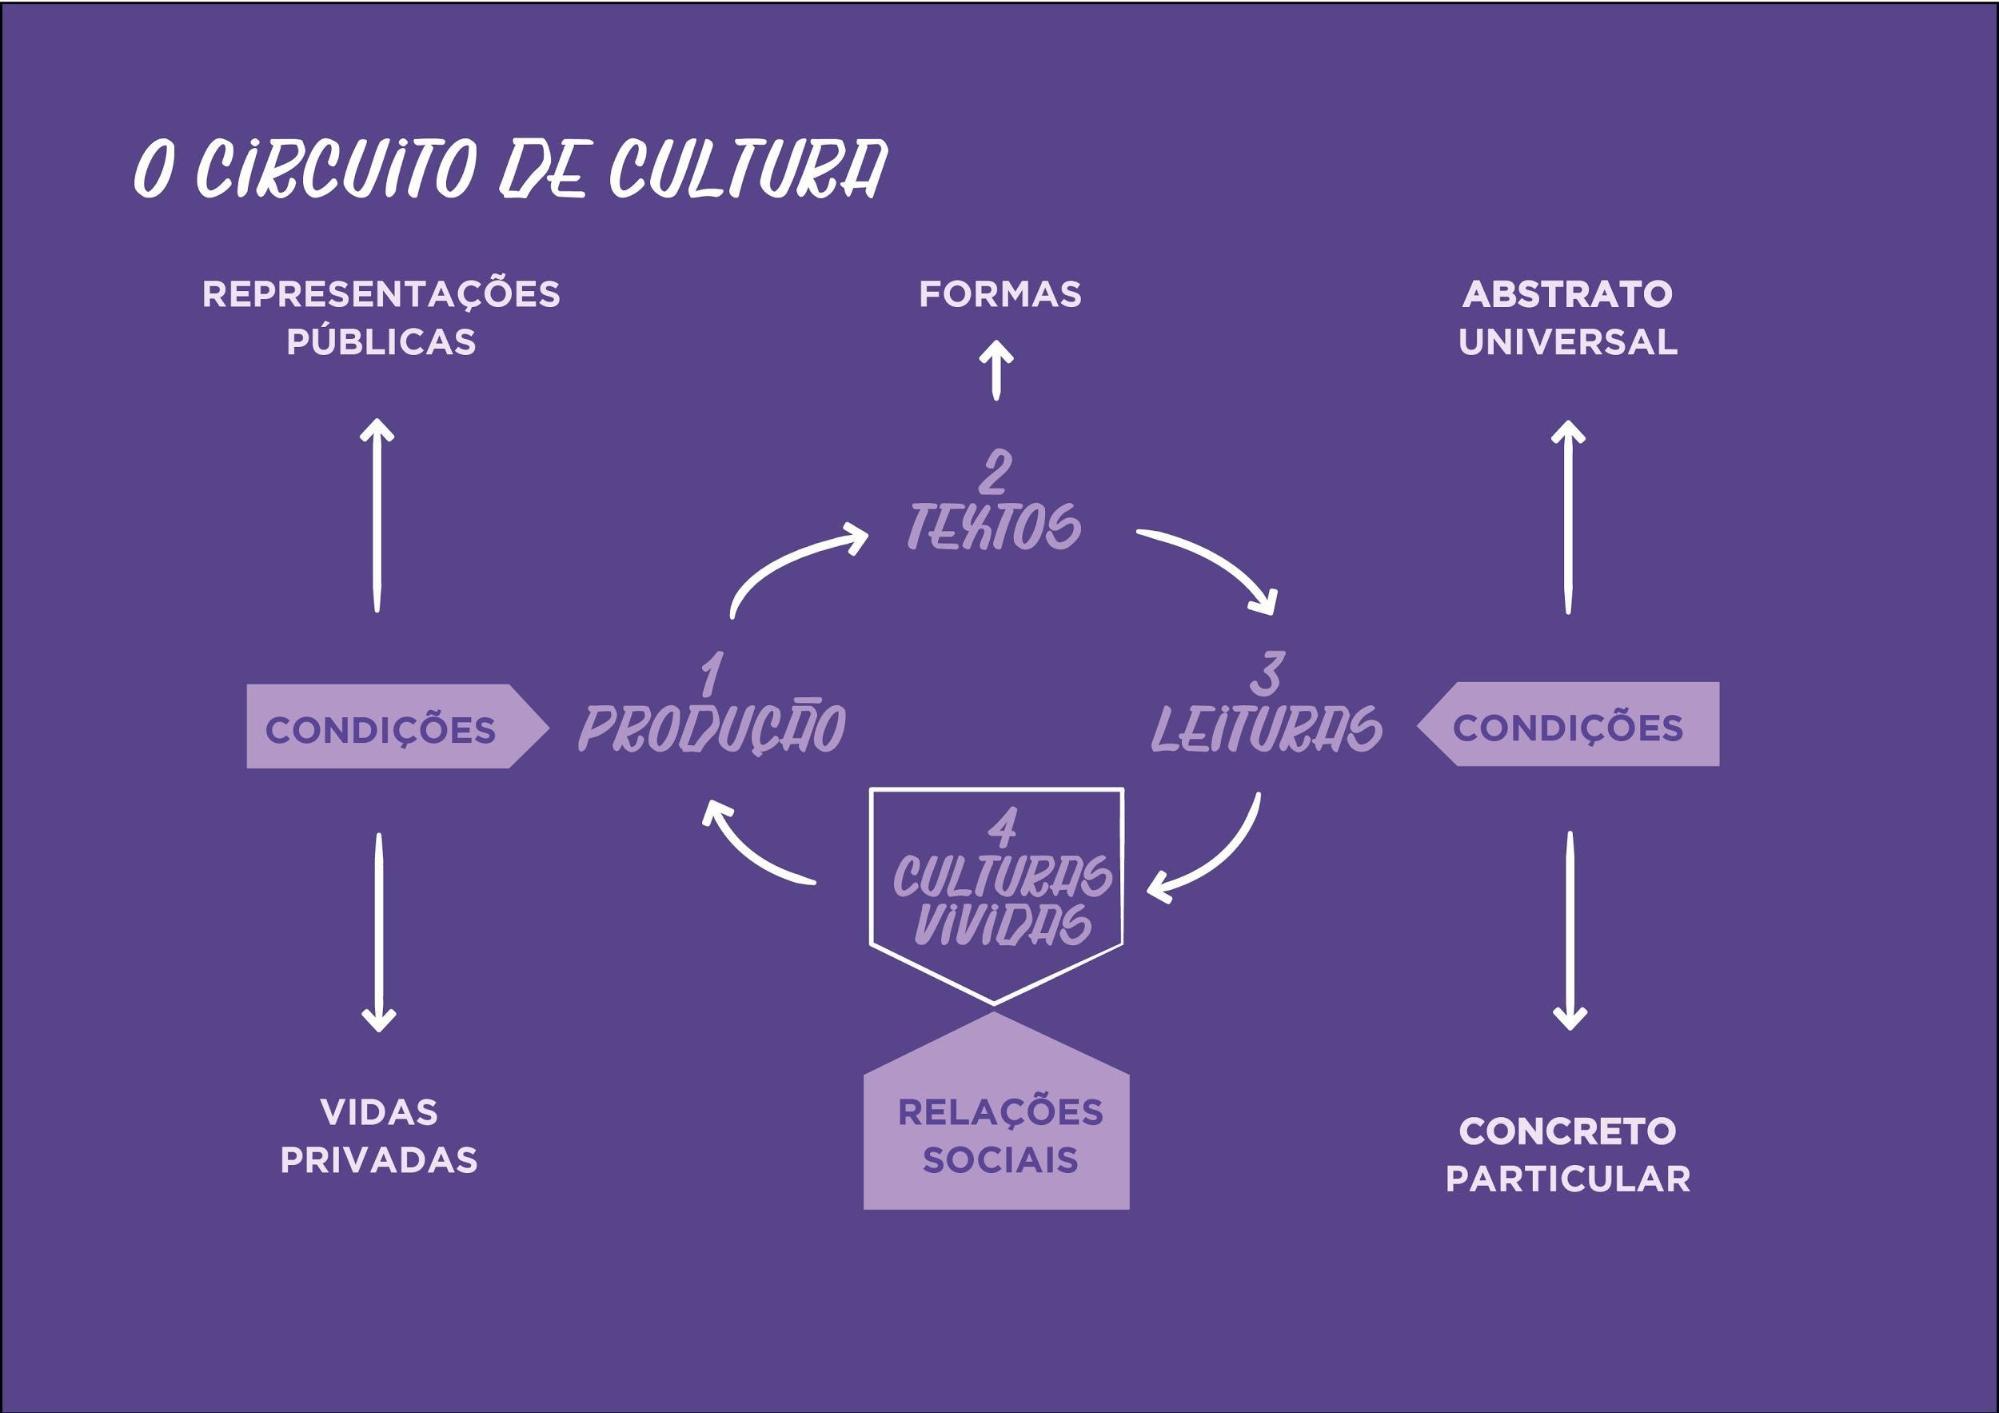 O CiRCUiTO DE CULTURA
REPRESENTAÇÕES
PÚBLICAS
FORMAS
ABSTRATO
UNIVERSAL
2
TEXTOS
1
PRODUÇÃO
3
LEiTURAS
CONDIÇÕES
CONDIÇÕES
4
CULTURAS
ViViDAS
VIDAS
PRIVADAS
RELAÇÕES
SOCIAIS
CONCRETO
PARTICULAR